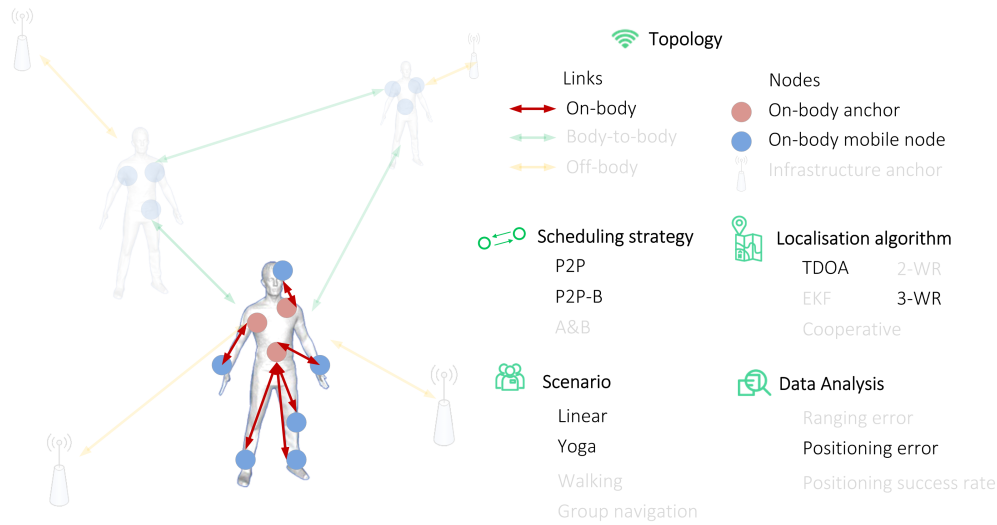 Topology
Links
Nodes
On-body
On-body anchor
Body-to-body
On-body mobile node
Off-body
Infrastructure anchor
Scheduling strategy
P2P
P2P-B
A&B
Localisation algorithm
TDOA 2-WR
EKF 3-WR
Cooperative
Scenario
Linear
Yoga
Walking
Group navigation
Data Analysis
Ranging error
Positioning error
Positioning success rate